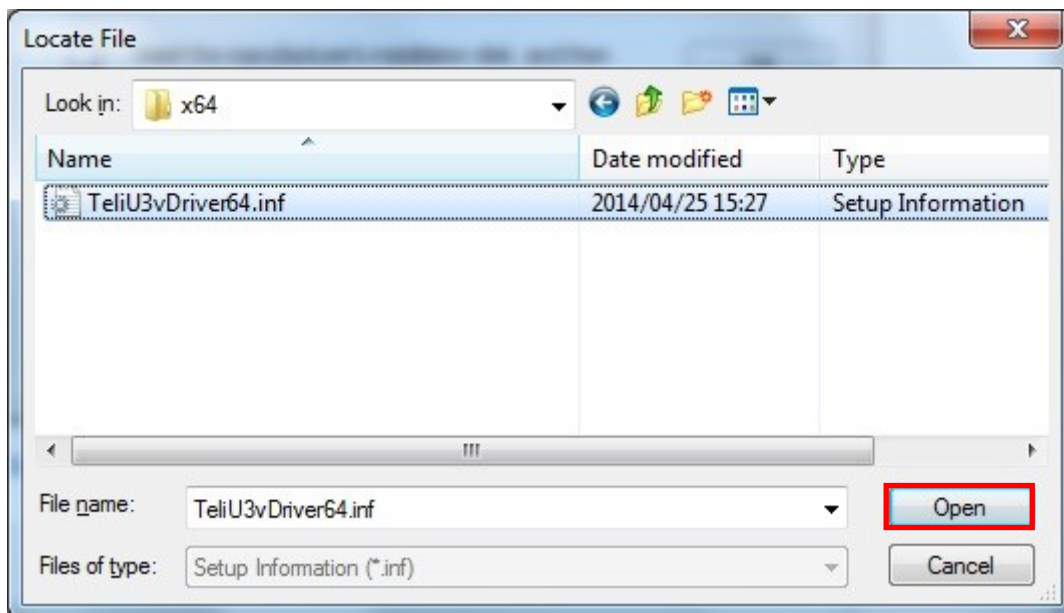 Locate File
Look in: x64
Name Date modified Type
TeliU3vDriver64.inf 2014/04/25 15:27 Setup Information
File name: TeliU3vDriver64.inf Open
Files of type: Setup Information (*.inf) Cancel